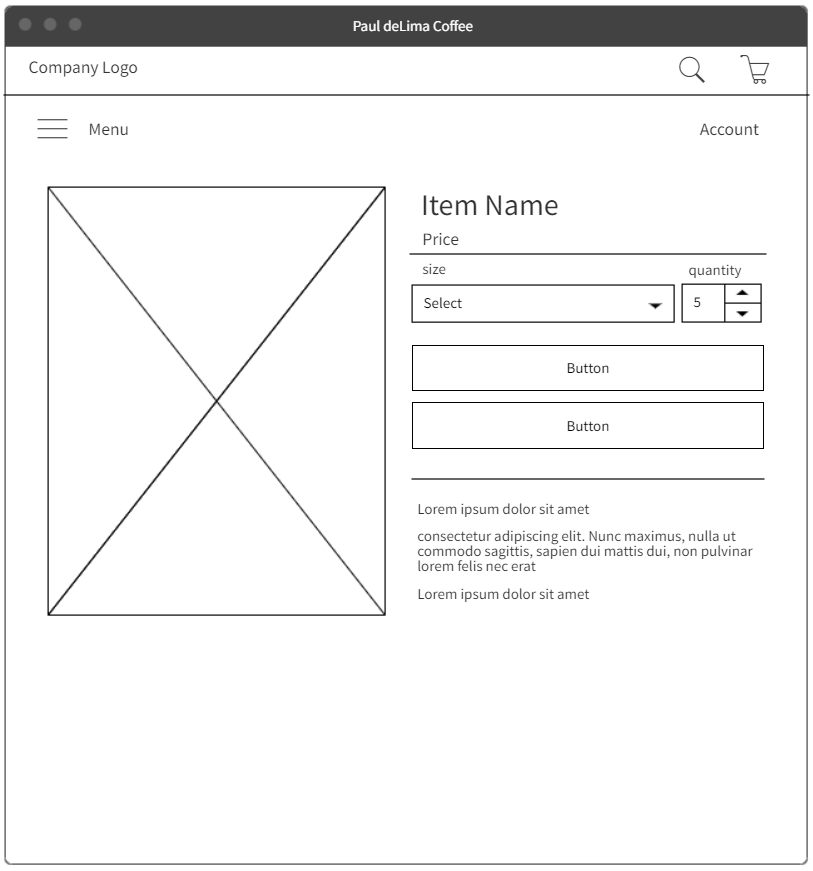 Paul deLima Coffee
Company Logo
Menu
Account
Item Name
Price
size
quantity
Select
5
Button
Button
Lorem ipsum dolor sit amet
consectetur adipiscing elit. Nunc maximus, nulla ut
commodo sagittis, sapien dui mattis dui, non pulvinar
lorem felis nec erat
Lorem ipsum dolor sit amet